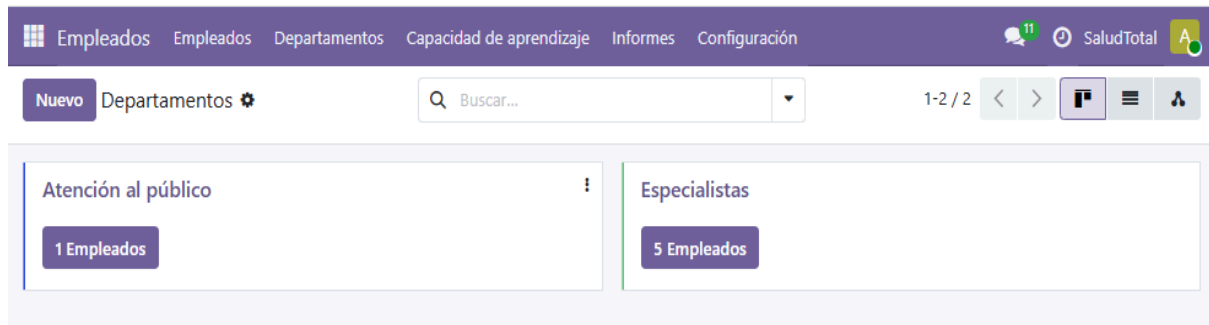 Empleados Empleados Departamentos Capacidad de aprendizaje Informes Configuración 11 SaludTotal A
Nuevo Departamentos Buscar... 1-2 / 2
Atención al público Especialistas
1 Empleados 5 Empleados